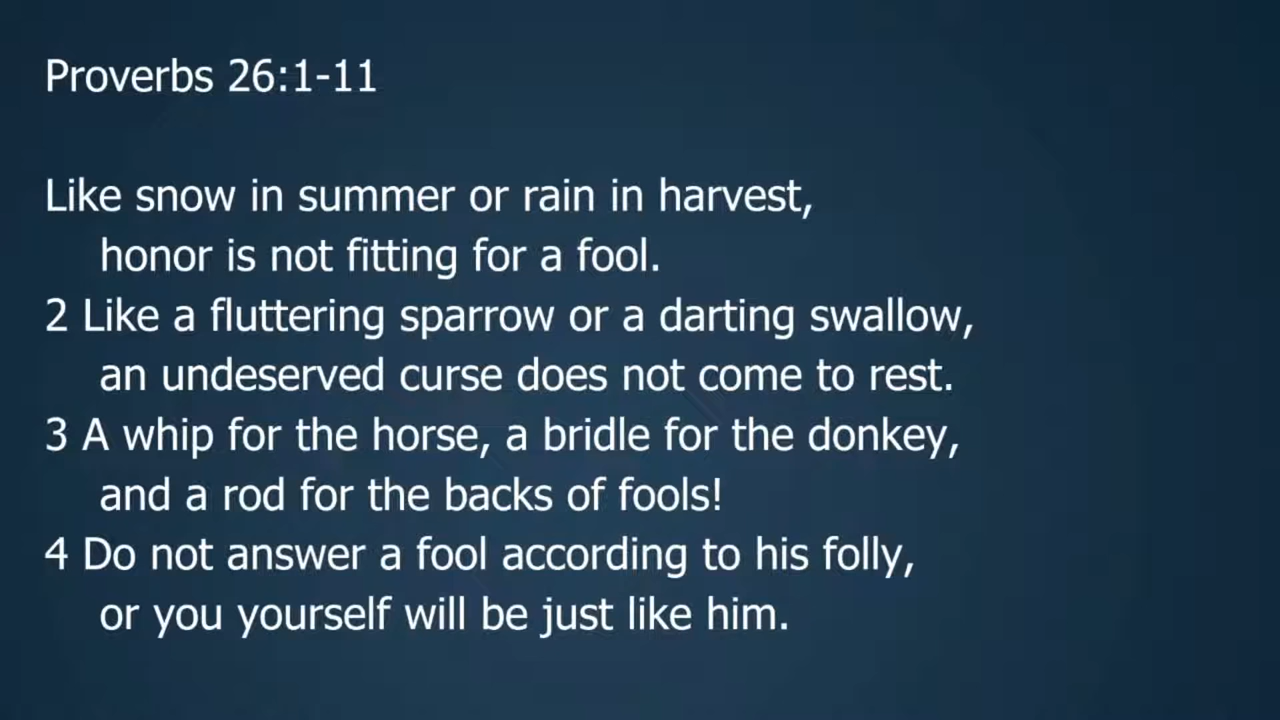 Proverbs 26:1-11
Like snow in summer or rain in harvest,
honor is not fitting for a fool.
2 Like a fluttering sparrow or a darting swallow,
an undeserved curse does not come to rest.
3 A whip for the horse, a bridle for the donkey,
and a rod for the backs of fools!
4 Do not answer a fool according to his folly,
or you yourself will be just like him.